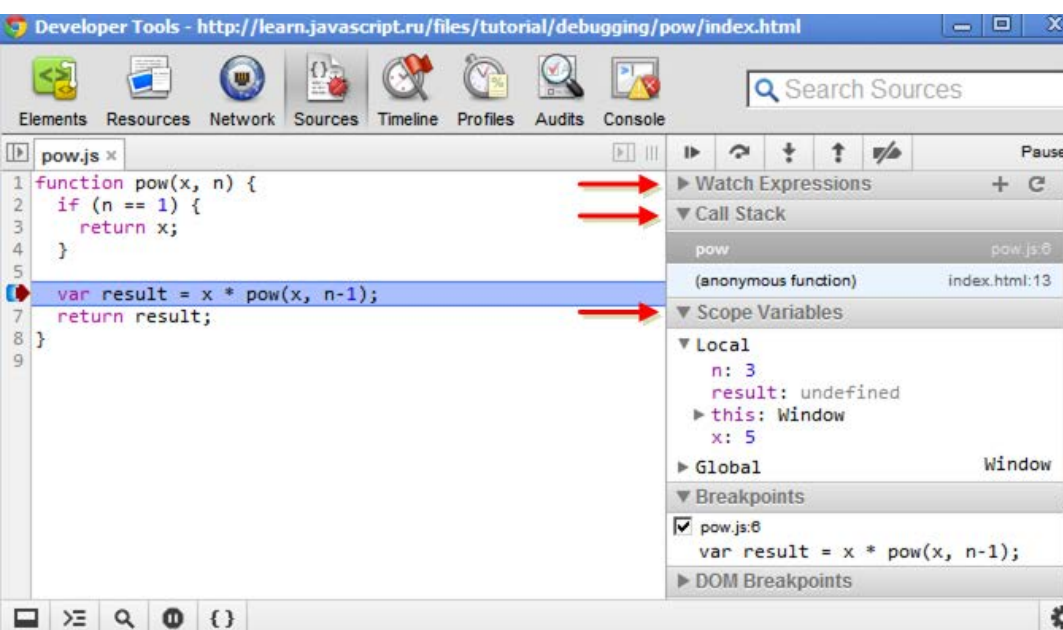 Developer Tools - http://learn.javascript.ru/files/tutorial/debugging/pow/index.html
Elements Resources Network Sources Timeline Profiles Audits Console
Search Sources
pow.js ×
Pause
1 function pow(x, n) {
2 if (n == 1) {
3 return x;
4 }
5
var result = x * pow(x, n-1);
7 return result;
8 }
9
Watch Expressions
Call Stack
pow pow.js:6
(anonymous function) index.html:13
Scope Variables
Local
n: 3
result: undefined
this: Window
x: 5
Global Window
Breakpoints
pow.js:6
var result = x * pow(x, n-1);
DOM Breakpoints